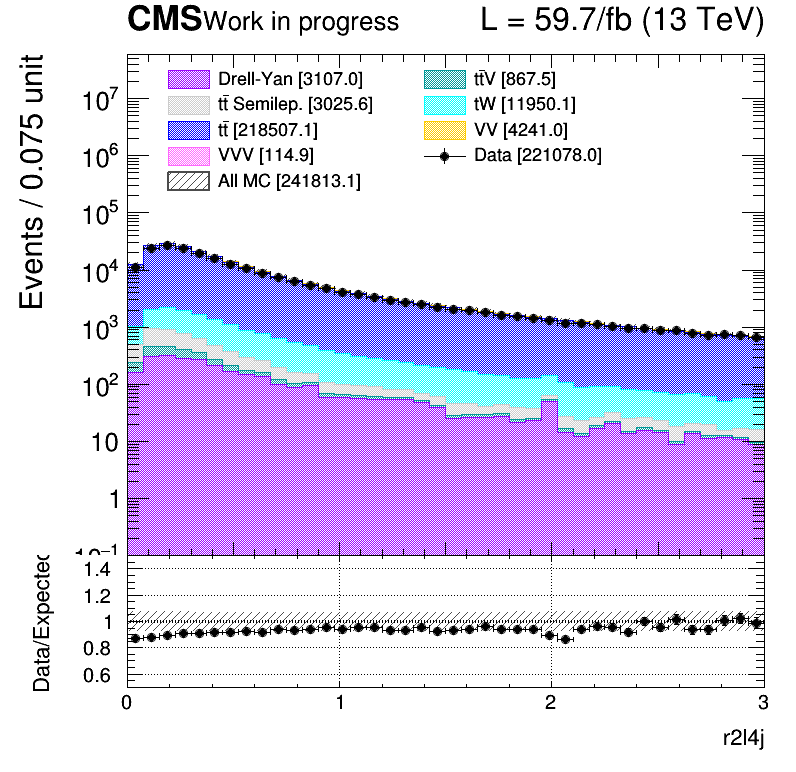 CMS Work in progress L = 59.7/fb (13 TeV)
Events / 0.075 unit
Drell-Yan [3107.0] tt̄V [867.5]
tt̄ Semilep. [3025.6] tW [11950.1]
tt̄ [218507.1] VV [4241.0]
VVV [114.9] Data [221078.0]
All MC [241813.1]
10⁷
10⁶
10⁵
10⁴
10³
10²
10
1
10⁻¹
Data/Expected
1.4
1.2
1
0.8
0.6
0 1 2 3
r2l4j